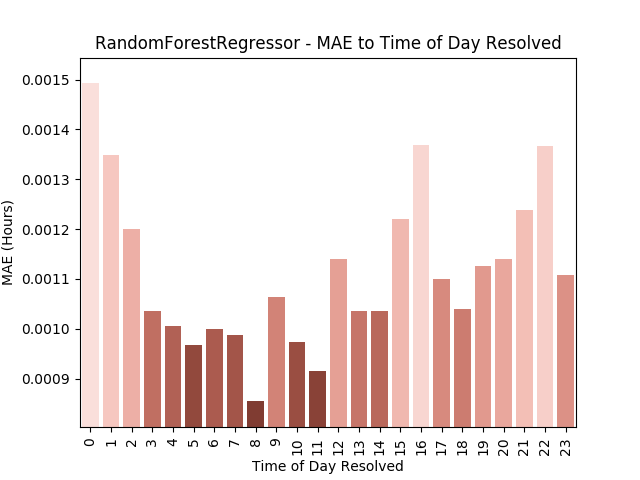 RandomForestRegressor - MAE to Time of Day Resolved
MAE (Hours)
0.0015
0.0014
0.0013
0.0012
0.0011
0.0010
0.0009
0 1 2 3 4 5 6 7 8 9 10 11 12 13 14 15 16 17 18 19 20 21 22 23
Time of Day Resolved